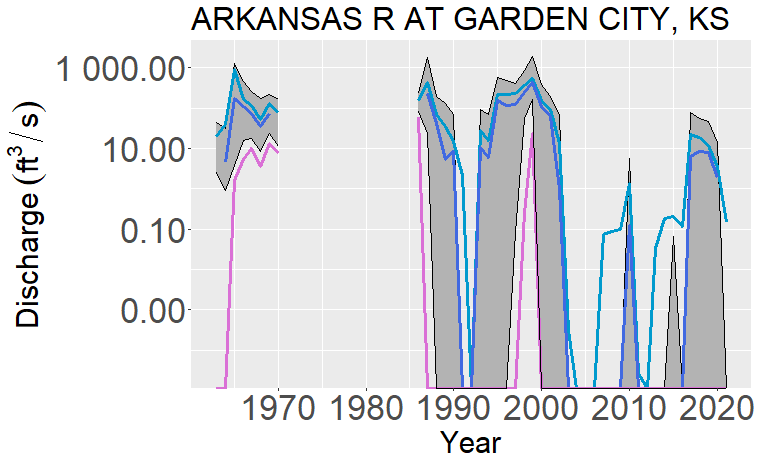 ARKANSAS R AT GARDEN CITY, KS
Discharge (ft³/s)
1 000.00
10.00
0.10
0.00
1970 1980 1990 2000 2010 2020
Year